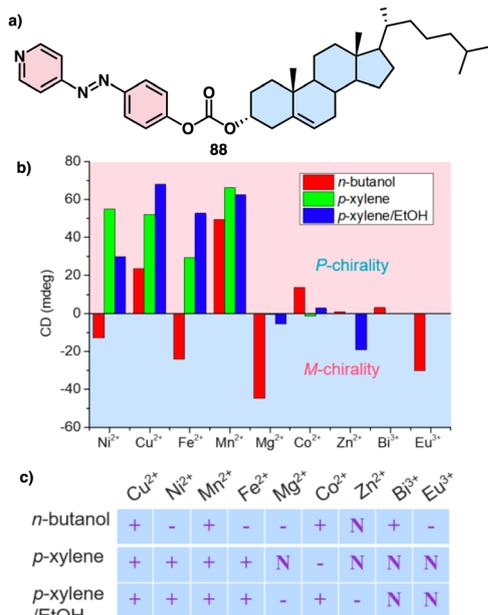 a)
N
N
N
O
O
O
88
b)
80
60
40
20
0
-20
-40
-60
CD (mdeg)
n-butanol
p-xylene
p-xylene/EtOH
P-chirality
M-chirality
Ni²⁺ Cu²⁺ Fe²⁺ Mn²⁺ Mg²⁺ Co²⁺ Zn²⁺ Bi³⁺ Eu³⁺
c)
Cu²⁺ Ni²⁺ Mn²⁺ Fe²⁺ Mg²⁺ Co²⁺ Zn²⁺ Bi³⁺ Eu³⁺
n-butanol + - + - - + N + -
p-xylene + + + + N - N N N
p-xylene + + + + - + - N N
/EtOH